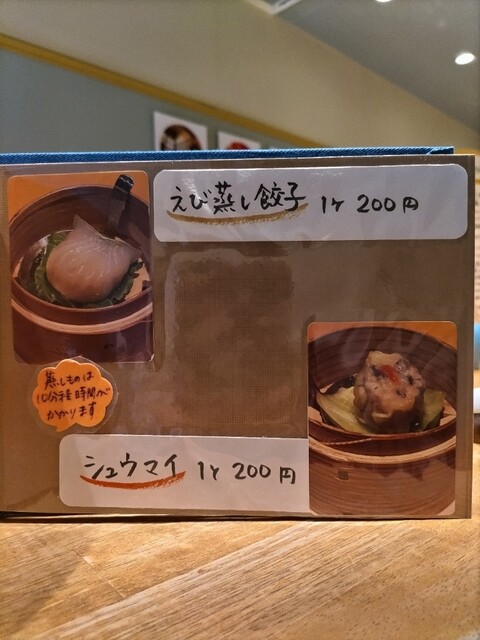 えび蒸し餃子 1ヶ 200円
蒸しものは
10分程時間が
かかります
シュウマイ 1ヶ 200円